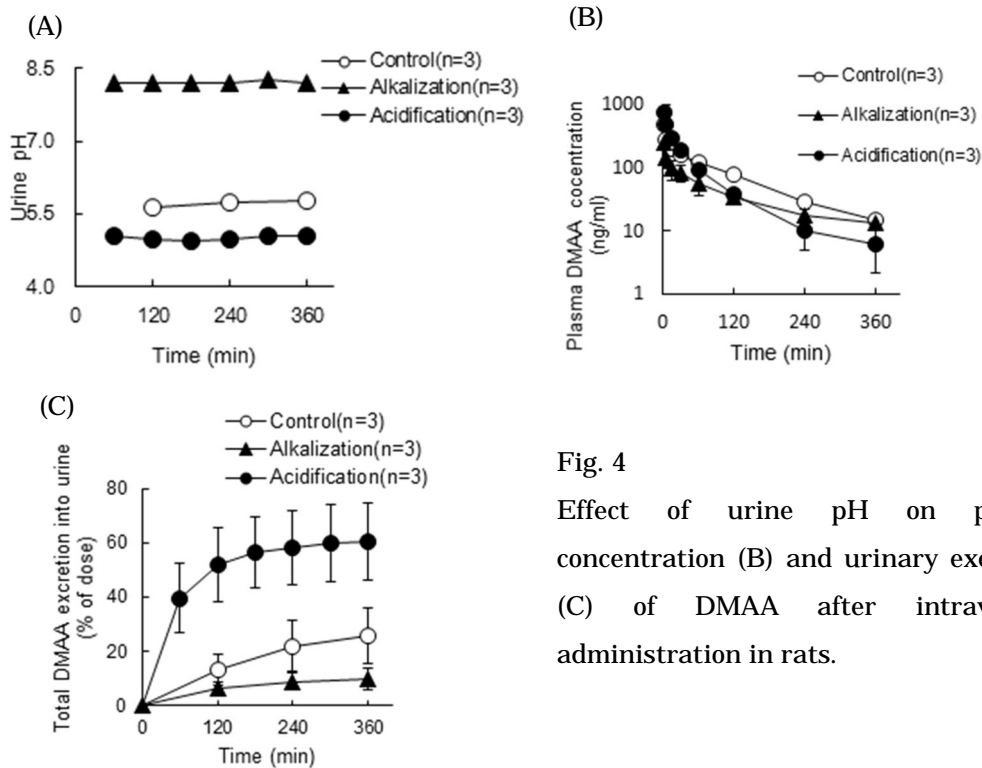 (A)
Control(n=3)
Alkalization(n=3)
Acidification(n=3)
8.5
7.0
5.5
4.0
Urine pH
0 120 240 360
Time (min)
(B)
Control(n=3)
Alkalization(n=3)
Acidification(n=3)
1000
100
10
1
Plasma DMAA cocentration
(ng/ml)
0 120 240 360
Time (min)
(C)
Control(n=3)
Alkalization(n=3)
Acidification(n=3)
80
60
40
20
0
Total DMAA excretion into urine
(% of dose)
0 120 240 360
Time (min)
Fig. 4
Effect of urine pH on p
concentration (B) and urinary exc
(C) of DMAA after intrav
administration in rats.